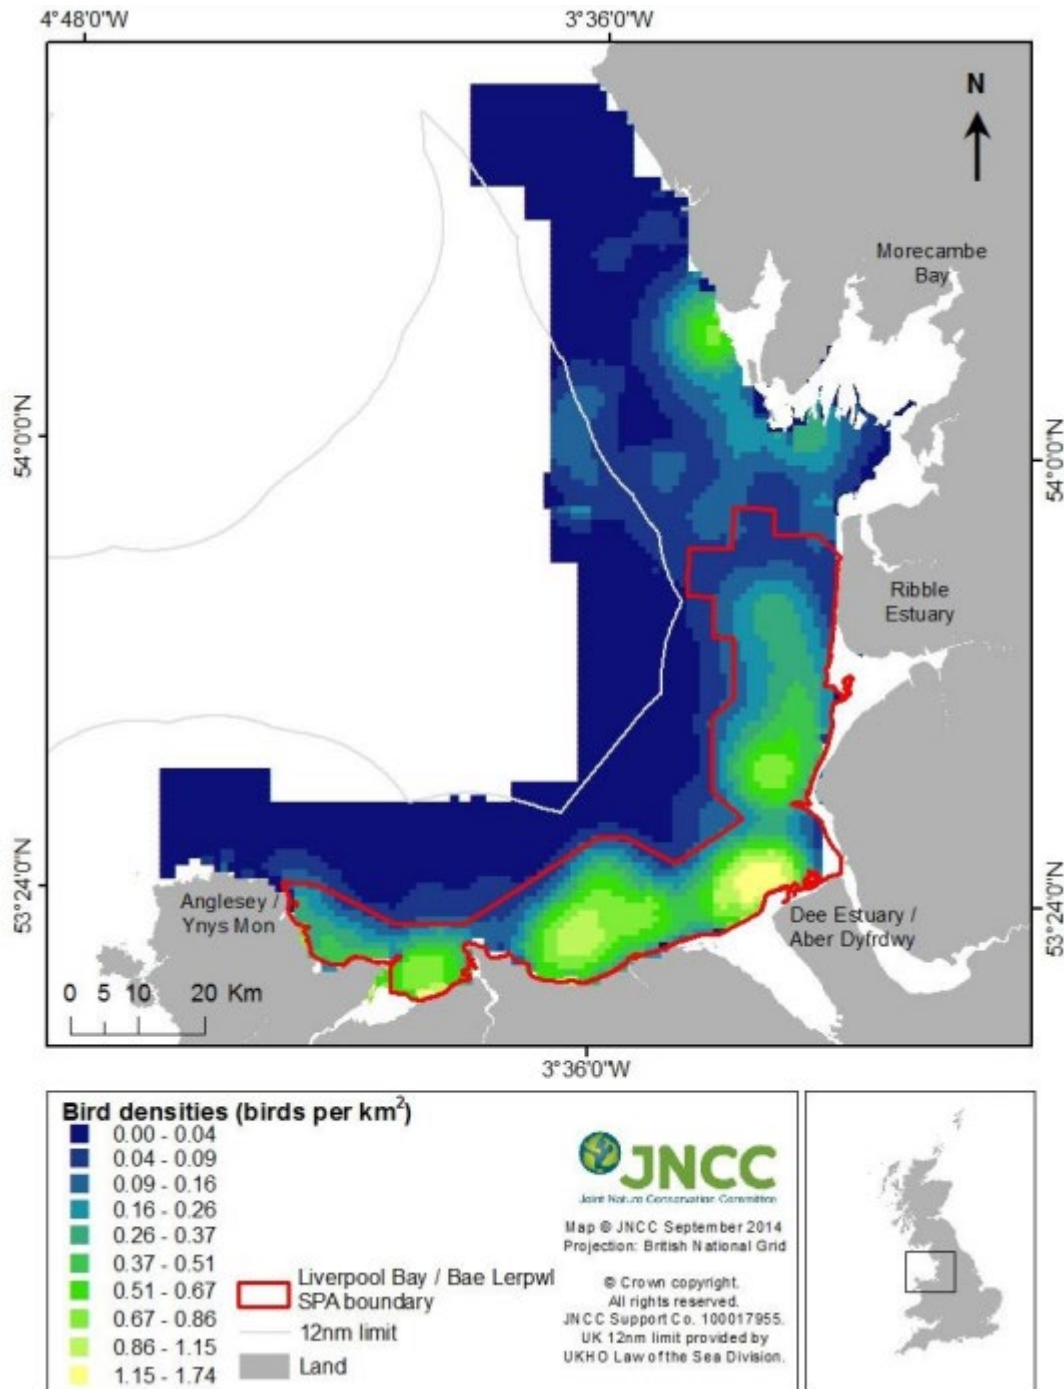 4°48'0"W
3°36'0"W
N
Morecambe
Bay
54°0'0"N
54°0'0"N
Ribble
Estuary
53°24'0"N
53°24'0"N
Anglesey /
Ynys Mon
Dee Estuary /
Aber Dyfrdwy
0 5 10 20 Km
3°36'0"W
Bird densities (birds per km²)
0.00 - 0.04
0.04 - 0.09
0.09 - 0.16
0.16 - 0.26
0.26 - 0.37
0.37 - 0.51
0.51 - 0.67
0.67 - 0.86
0.86 - 1.15
1.15 - 1.74
Liverpool Bay / Bae Lerpwl
SPA boundary
12nm limit
Land
JNCC
Joint Nature Conservation Committee
Map © JNCC September 2014
Projection: British National Grid
© Crown copyright.
All rights reserved.
JNCC Support Co. 100017955.
UK 12nm limit provided by
UKHO Law of the Sea Division.